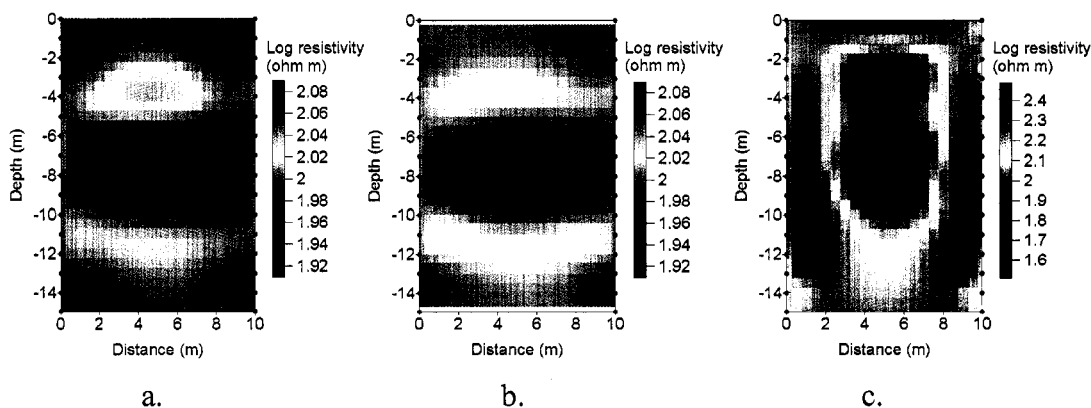 -0
-2
-4
-6
-8
-10
-12
-14
Depth (m)
0 2 4 6 8 10
Distance (m)
Log resistivity
(ohm m)
2.08
2.06
2.04
2.02
2
1.98
1.96
1.94
1.92
a.
-0
-2
-4
-6
-8
-10
-12
-14
Depth (m)
0 2 4 6 8 10
Distance (m)
Log resistivity
(ohm m)
2.08
2.06
2.04
2.02
2
1.98
1.96
1.94
1.92
b.
-0
-2
-4
-6
-8
-10
-12
-14
Depth (m)
0 2 4 6 8 10
Distance (m)
Log resistivity
(ohm m)
2.4
2.3
2.2
2.1
2
1.9
1.8
1.7
1.6
c.